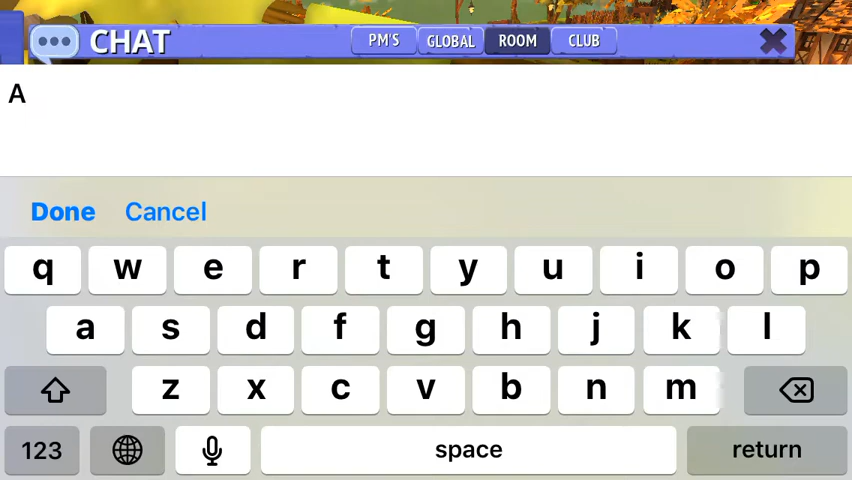 CHAT PM'S GLOBAL ROOM CLUB
A
Done Cancel
q w e r t y u i o p
a s d f g h j k l
z x c v b n m
123 space return